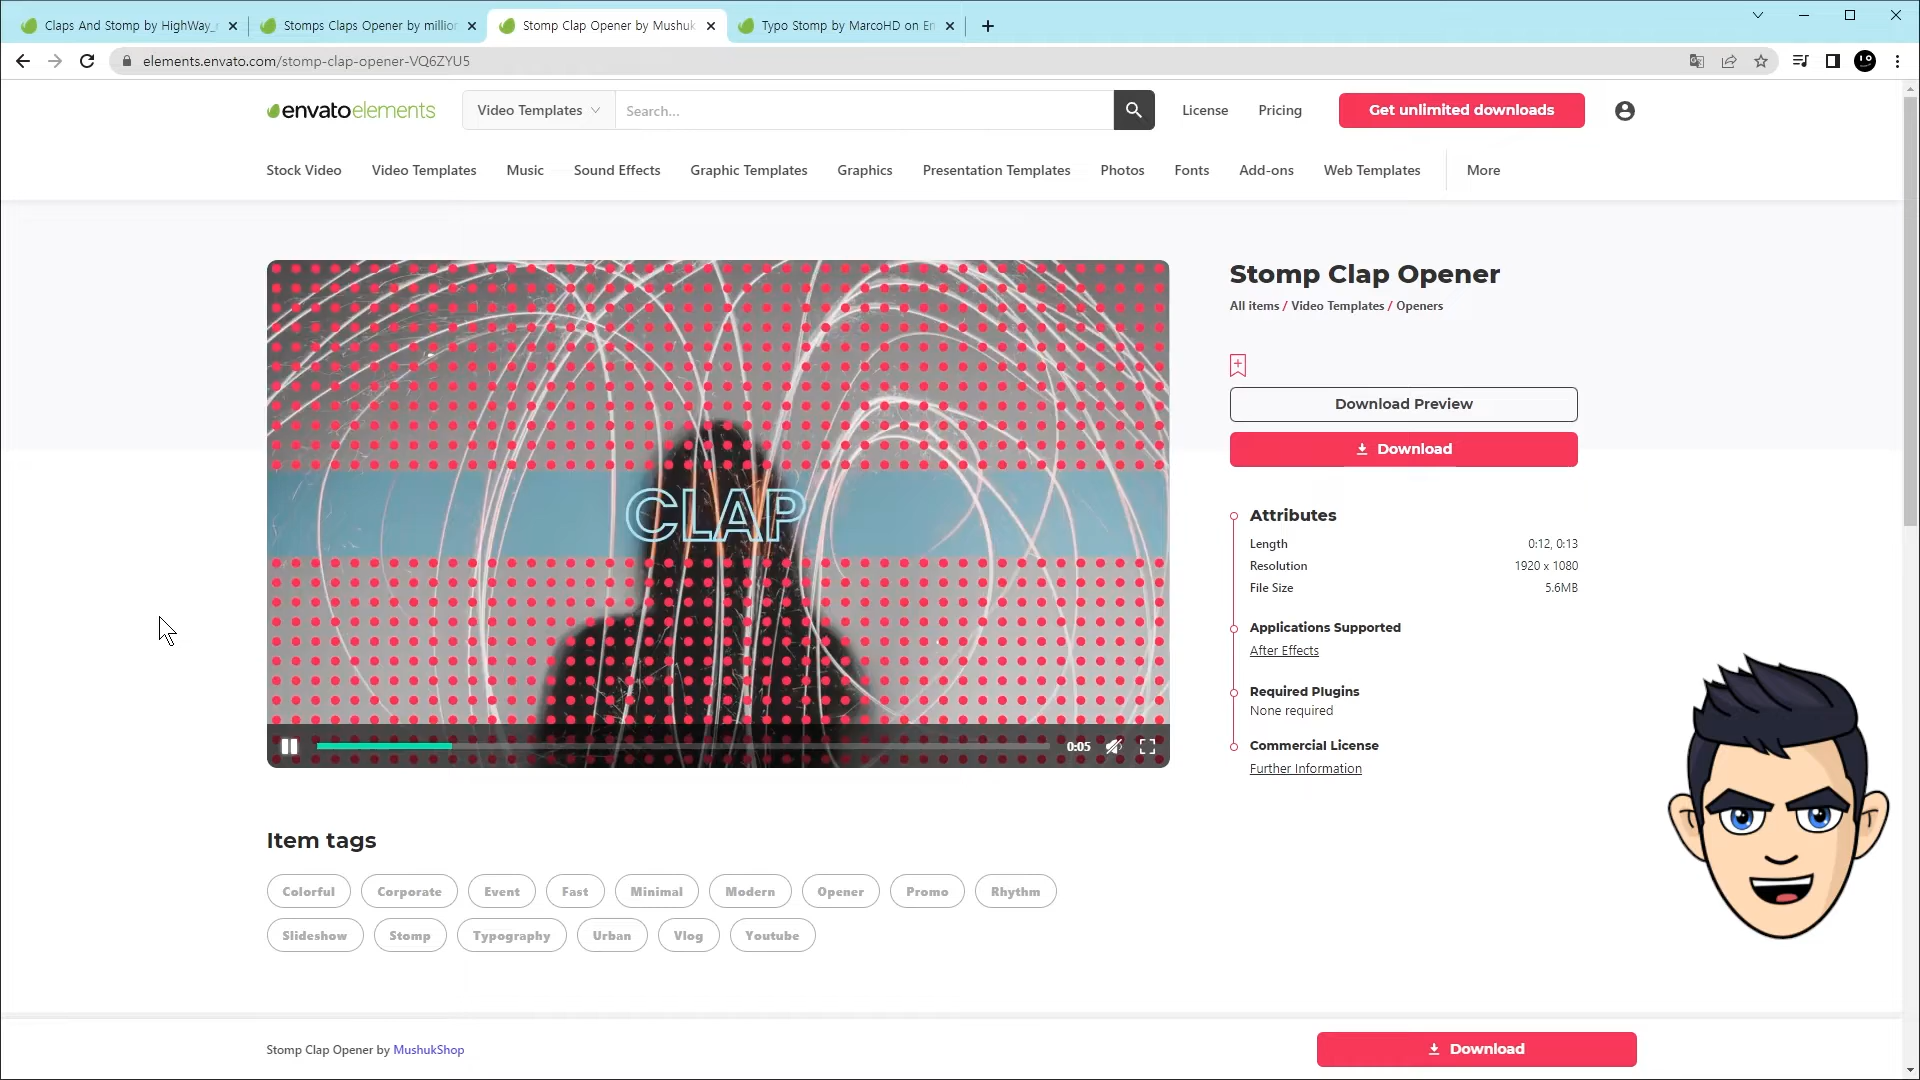 Claps And Stomp by HighWay_
Stomps Claps Opener by million
Stomp Clap Opener by Mushuk
Typo Stomp by MarcoHD on En
elements.envato.com/stomp-clap-opener-VQ6ZYU5
envatoelements
Video Templates
Search...
License
Pricing
Get unlimited downloads
Stock Video
Video Templates
Music
Sound Effects
Graphic Templates
Graphics
Presentation Templates
Photos
Fonts
Add-ons
Web Templates
More
CLAP
0:05
Stomp Clap Opener
All items / Video Templates / Openers
Download Preview
Download
Attributes
Length 0:12, 0:13
Resolution 1920 x 1080
File Size 5.6MB
Applications Supported
After Effects
Required Plugins
None required
Commercial License
Further Information
Item tags
Colorful
Corporate
Event
Fast
Minimal
Modern
Opener
Promo
Rhythm
Slideshow
Stomp
Typography
Urban
Vlog
Youtube
Stomp Clap Opener by MushukShop
Download